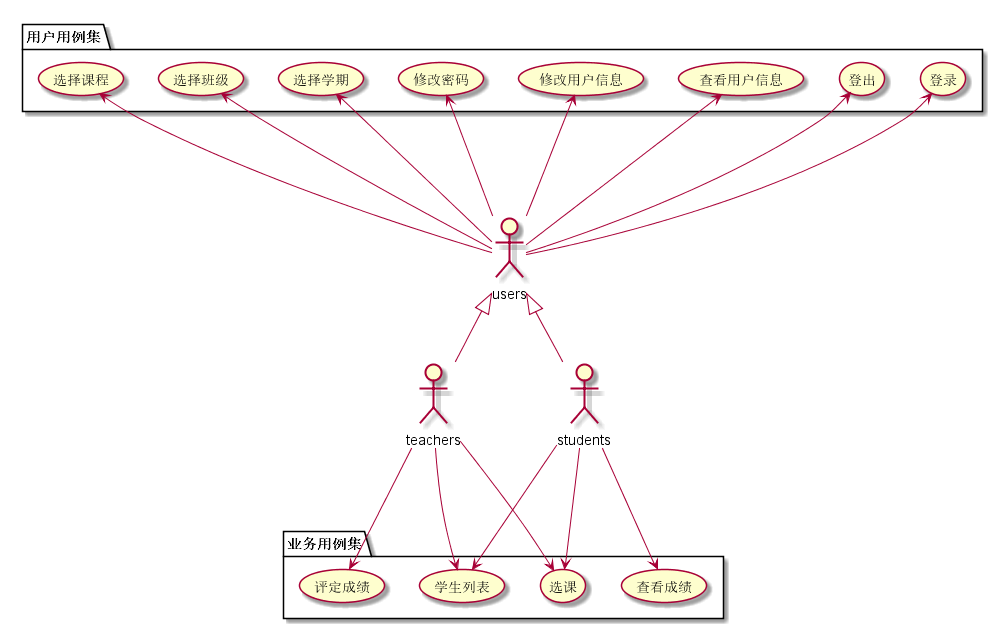 用户用例集
选择课程
选择班级
选择学期
修改密码
修改用户信息
查看用户信息
登出
登录
users
teachers
students
业务用例集
评定成绩
学生列表
选课
查看成绩